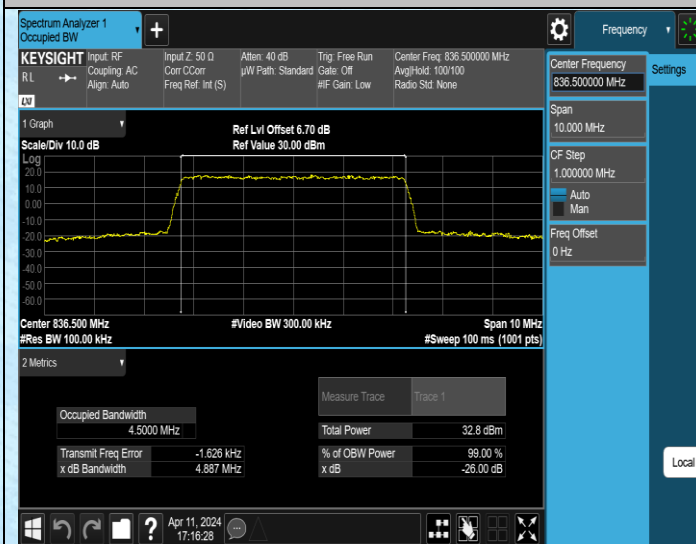 Spectrum Analyzer 1
Occupied BW
Frequency
KEYSIGHT
R L
LXI
Input: RF
Coupling: AC
Align: Auto
Input Z: 50 Ω
Corr CCorr
Freq Ref: Int (S)
Atten: 40 dB
µW Path: Standard
Trig: Free Run
Gate: Off
#IF Gain: Low
Center Freq: 836.500000 MHz
Avg|Hold: 100/100
Radio Std: None
Center Frequency
836.500000 MHz
Settings
Span
10.000 MHz
CF Step
1.000000 MHz
Auto
Man
Freq Offset
0 Hz
1 Graph
Scale/Div 10.0 dB
Ref Lvl Offset 6.70 dB
Ref Value 30.00 dBm
Log
20.0
10.0
0.00
-10.0
-20.0
-30.0
-40.0
-50.0
-60.0
Center 836.500 MHz
#Video BW 300.00 kHz
Span 10 MHz
#Res BW 100.00 kHz
#Sweep 100 ms (1001 pts)
2 Metrics
Measure Trace
Trace 1
Occupied Bandwidth
4.5000 MHz
Total Power
32.8 dBm
Transmit Freq Error
-1.626 kHz
% of OBW Power
99.00 %
x dB Bandwidth
4.887 MHz
x dB
-26.00 dB
Local
?
Apr 11, 2024
17:16:28